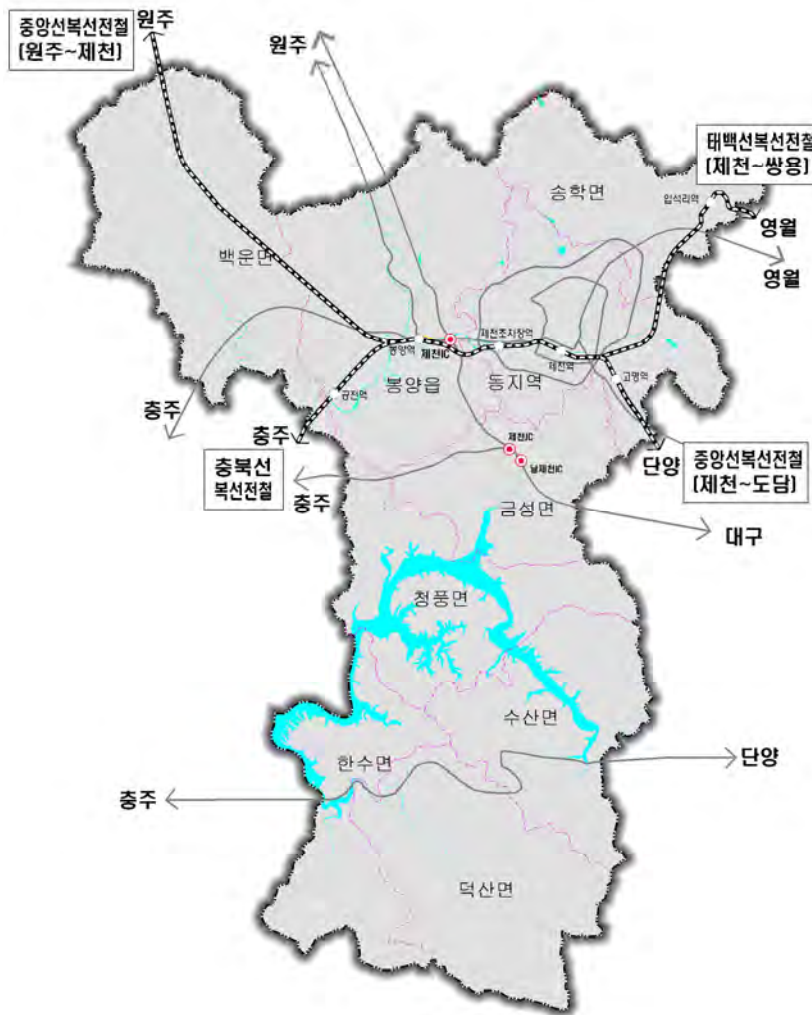 중앙선복선전철
(원주~제천)
원주
원주
태백선복선전철
(제천~쌍용)
송학면
입석리역
영월
영월
백운면
봉양역
제천IC
제천조차장역
제천역
고명역
봉양읍
동지역
공전역
충주
충주
충북선
복선전철
충주
제천JC
남제천IC
단양
중앙선복선전철
(제천~도담)
금성면
대구
청풍면
수산면
한수면
단양
충주
덕산면